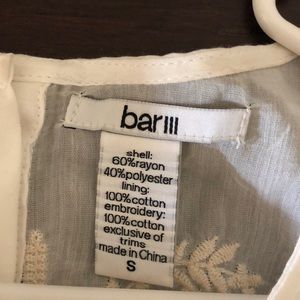 bar III
shell:
60%rayon
40%polyester
lining:
100%cotton
embroidery:
100%cotton
exclusive of
trims
made in China
S